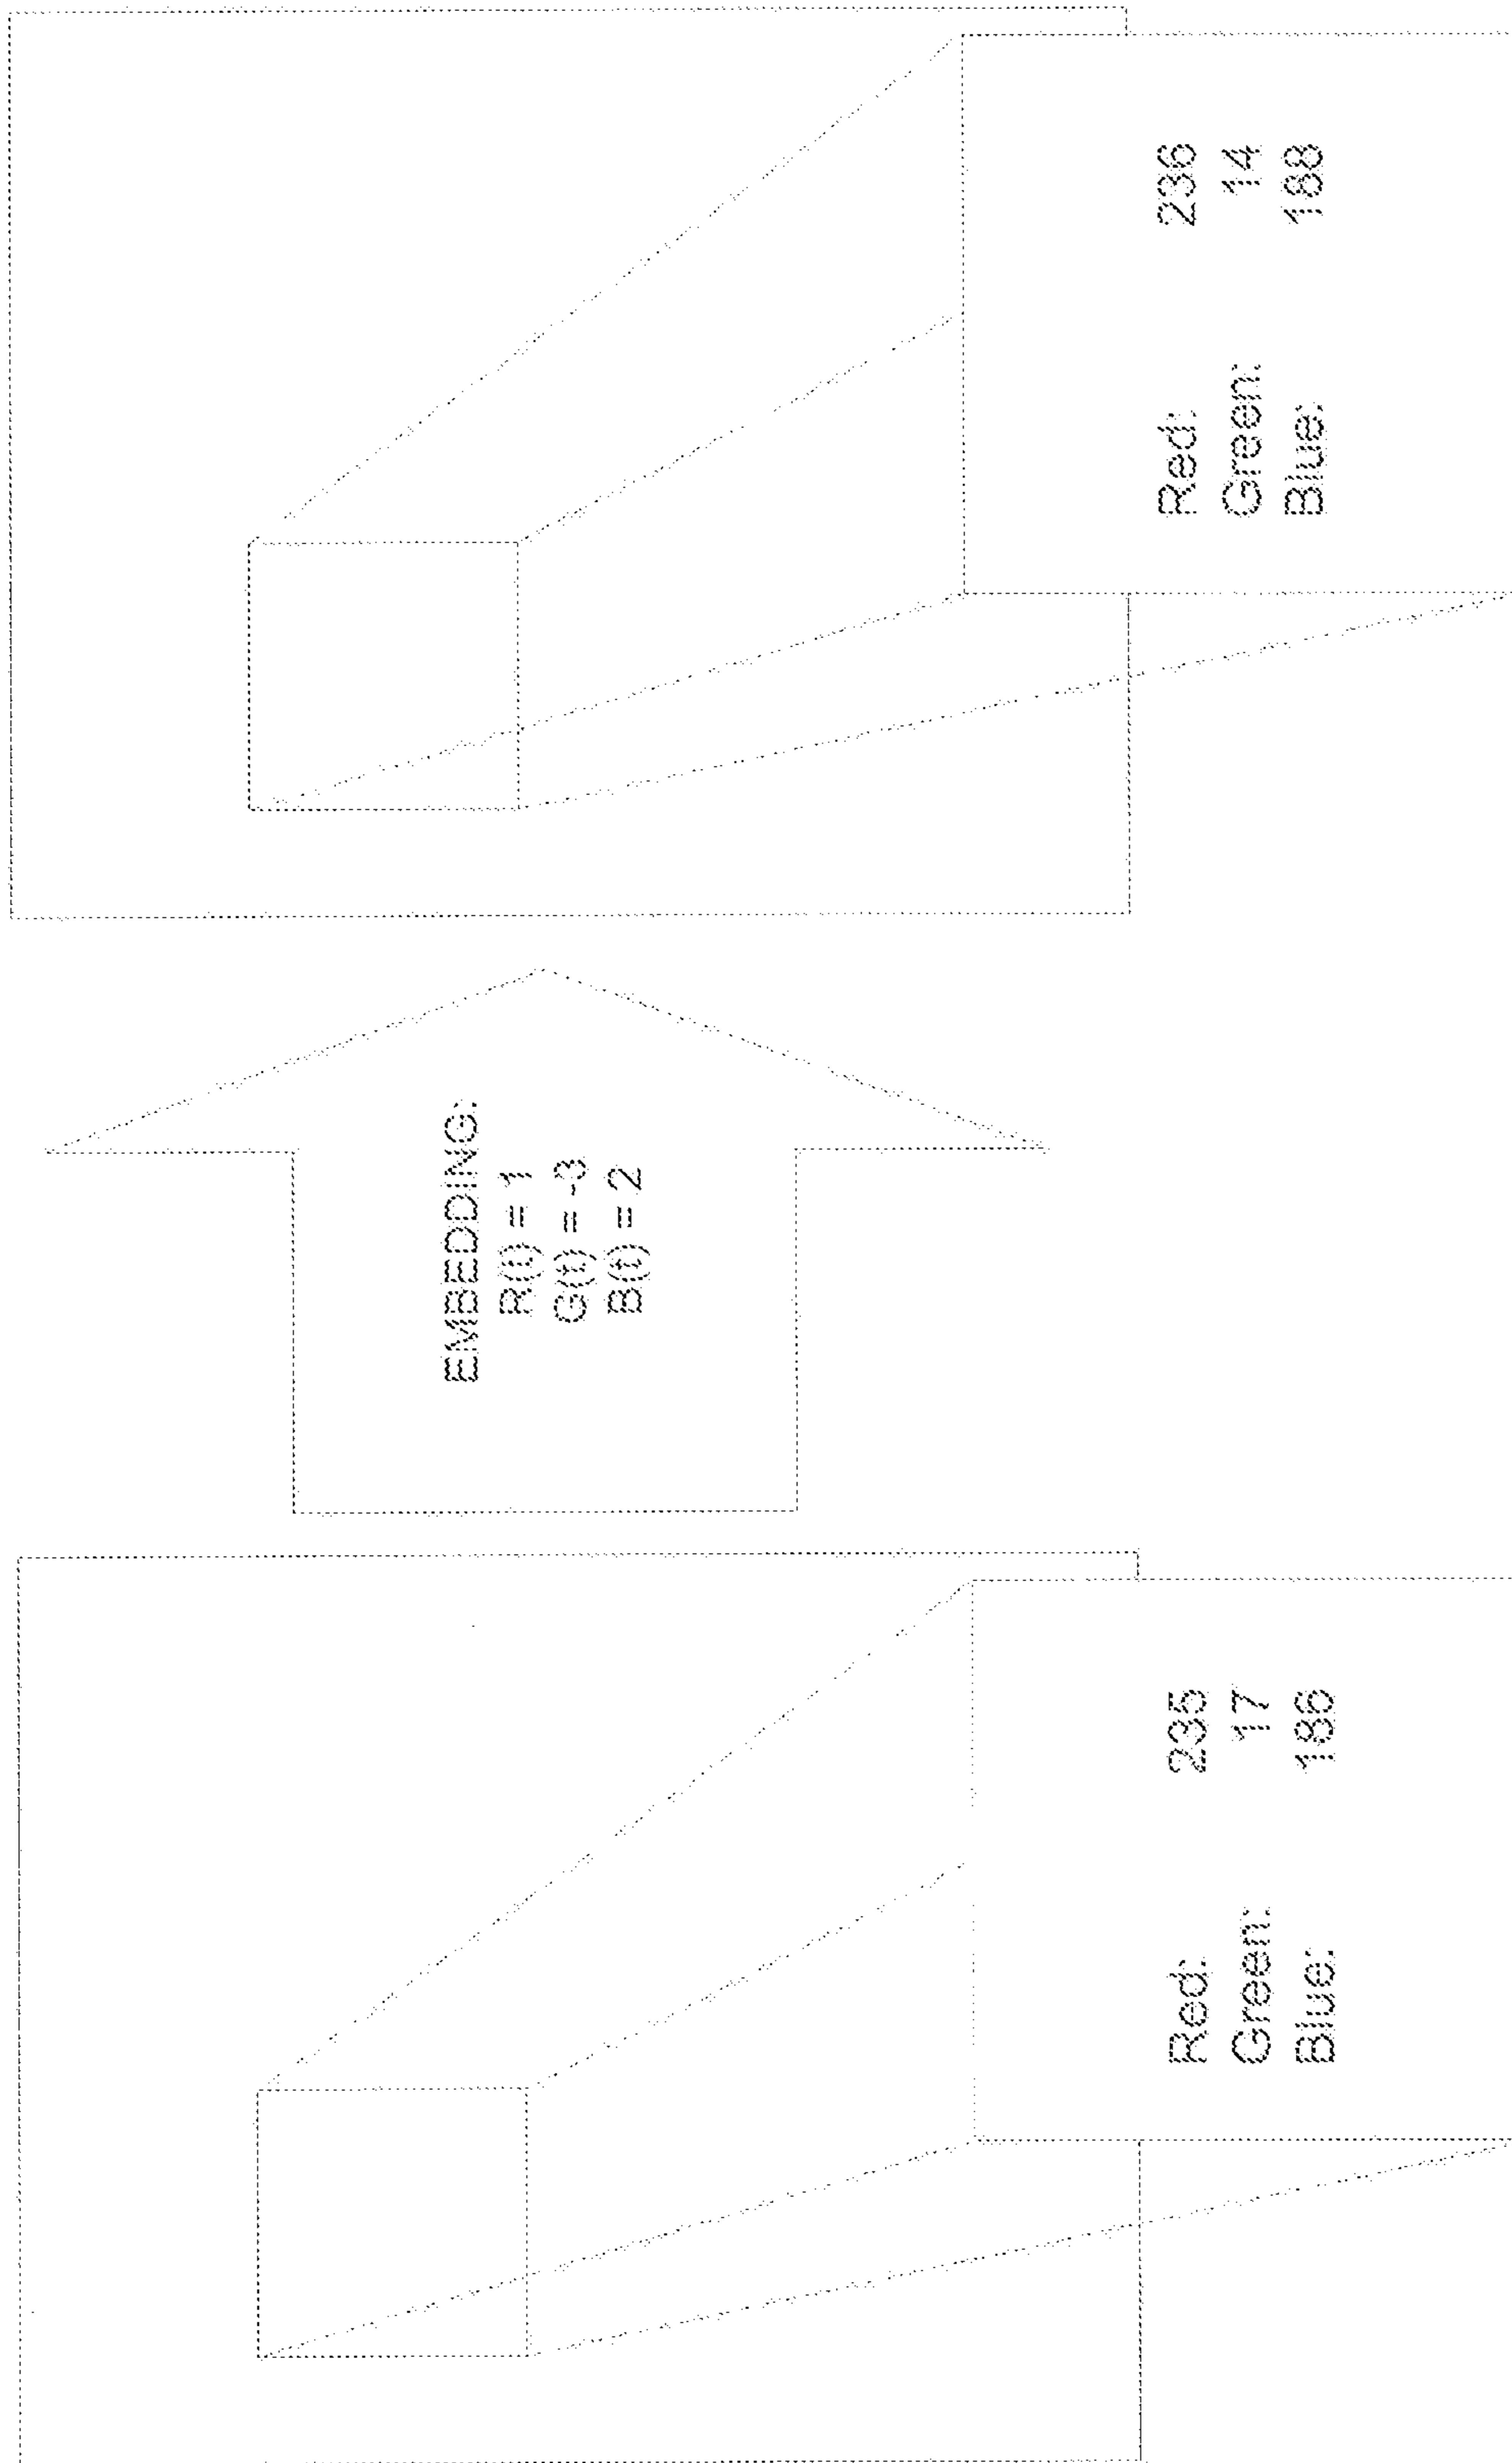 Red: 235
Green: 17
Blue: 186
EMBEDDING:
R(t) = 1
G(t) = -3
B(t) = 2
Red: 236
Green: 14
Blue: 188